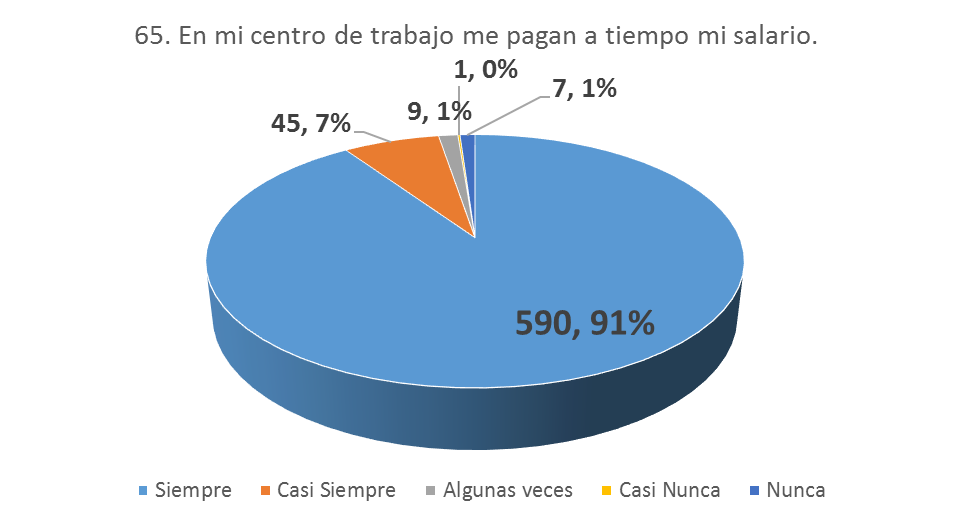 65. En mi centro de trabajo me pagan a tiempo mi salario.
1, 0%
7, 1%
9, 1%
45, 7%
590, 91%
Siempre Casi Siempre Algunas veces Casi Nunca Nunca